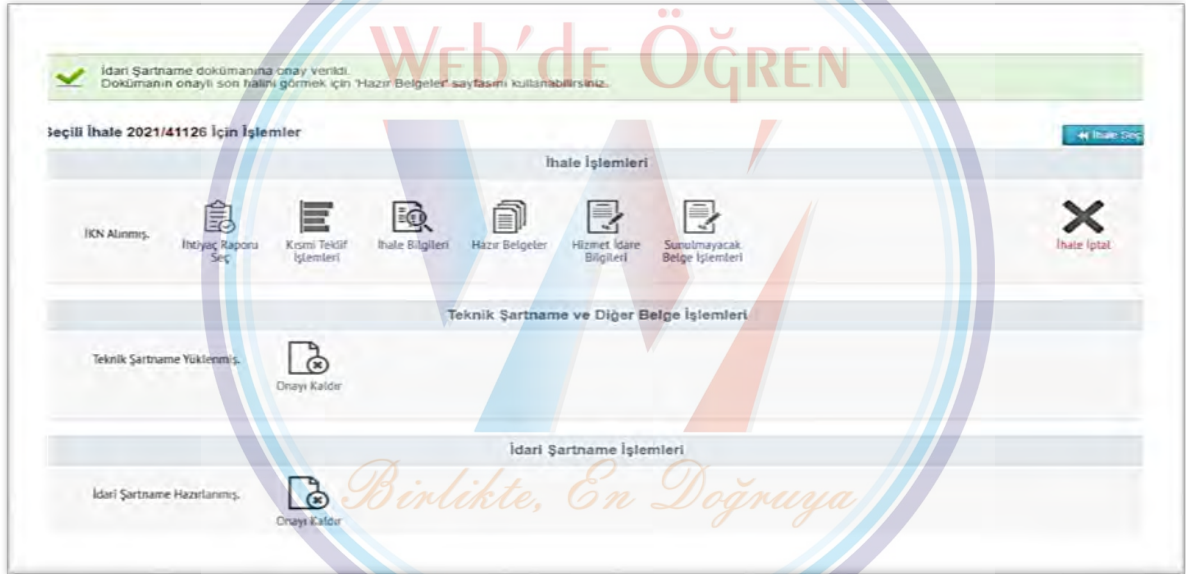 Web'de Öğren
İdari Şartname dokümanına onay verildi.
Dokümanın onaylı son halini görmek için 'Hazır Belgeler' sayfasını kullanabilirsiniz.
Seçili İhale 2021/41126 İçin İşlemler
İhale Seç
İhale İşlemleri
İKN Alınmış.
İhtiyaç Raporu Seç
Kısmi Teklif İşlemleri
İhale Bilgileri
Hazır Belgeler
Hizmet İdare Bilgileri
Sunulmayacak Belge İşlemleri
İhale İptal
Teknik Şartname ve Diğer Belge İşlemleri
Teknik Şartname Yüklenmiş.
Onayı Kaldır
İdari Şartname İşlemleri
İdari Şartname Hazırlanmış.
Onayı Kaldır
Birlikte, En Doğruya